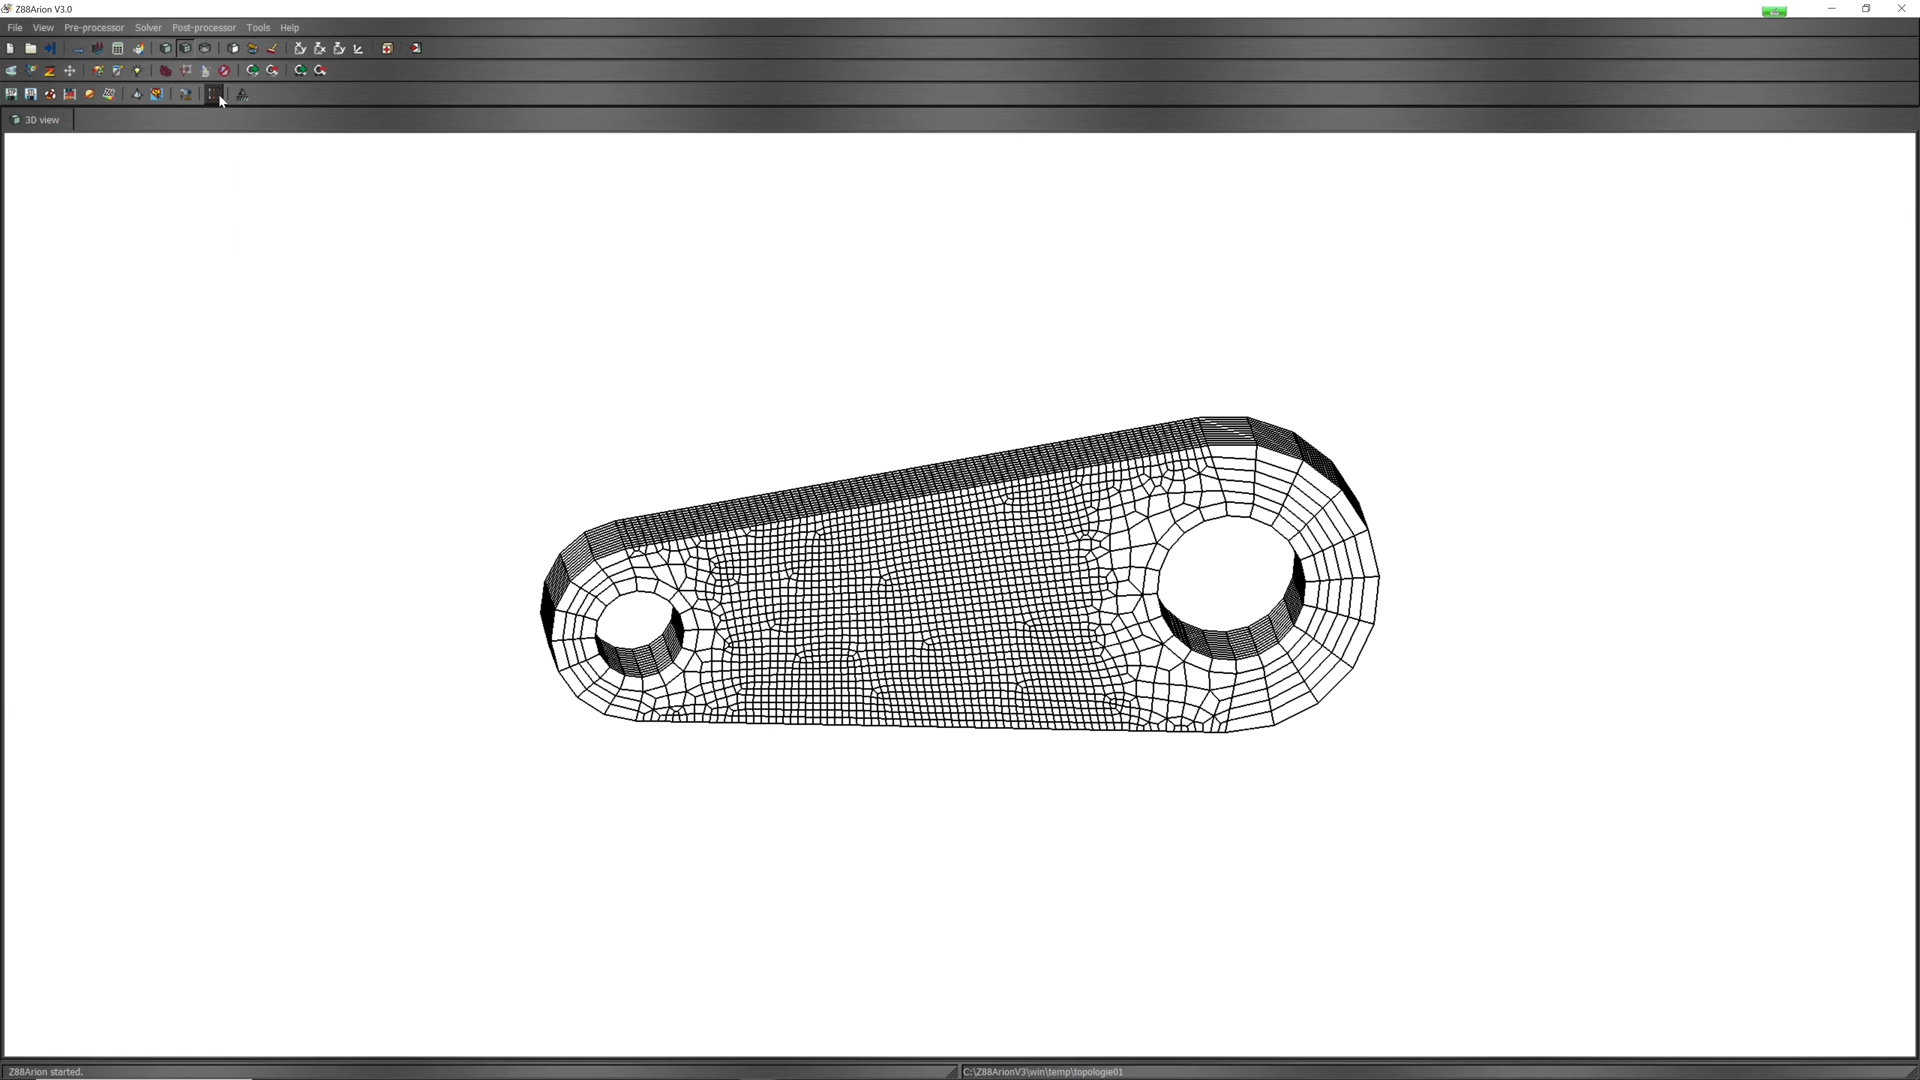 Z88Arion V3.0
File View Pre-processor Solver Post-processor Tools Help
3D view
Z88Arion started.
C:\Z88ArionV3\win\temp\topologie01